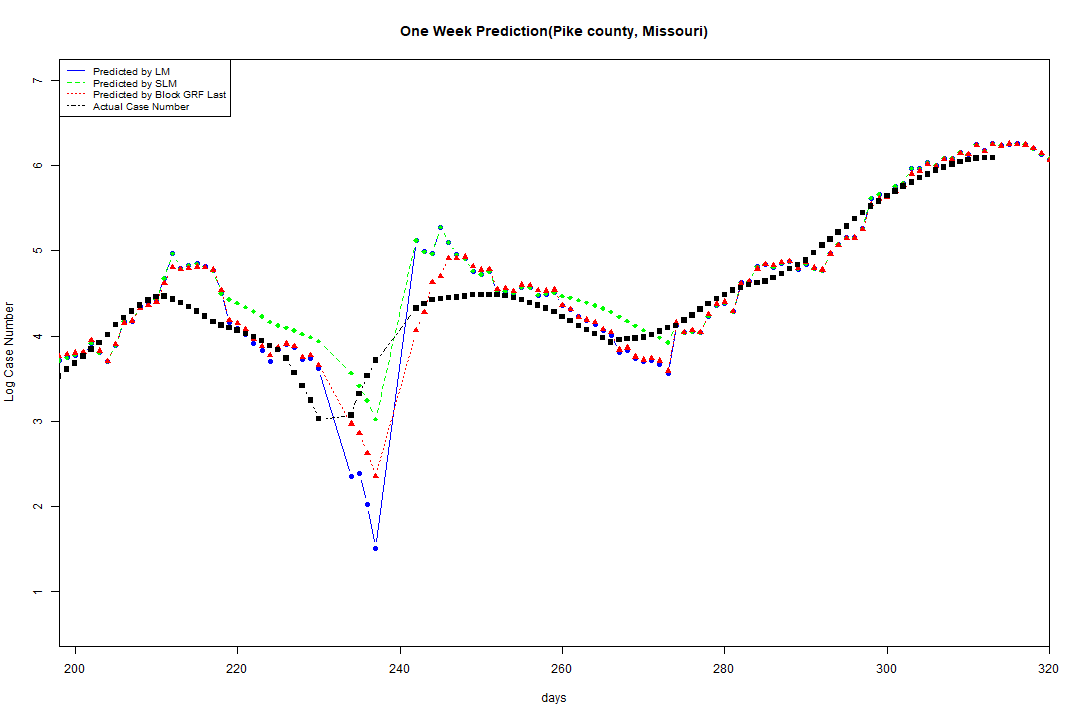 One Week Prediction(Pike county, Missouri)
Predicted by LM
Predicted by SLM
Predicted by Block GRF Last
Actual Case Number
7
6
5
4
3
2
1
Log Case Number
200 220 240 260 280 300 320
days